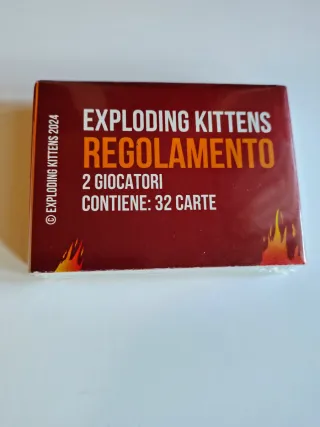 EXPLODING KITTENS
REGOLAMENTO
2 GIOCATORI
CONTIENE: 32 CARTE
© EXPLODING KITTENS 2024